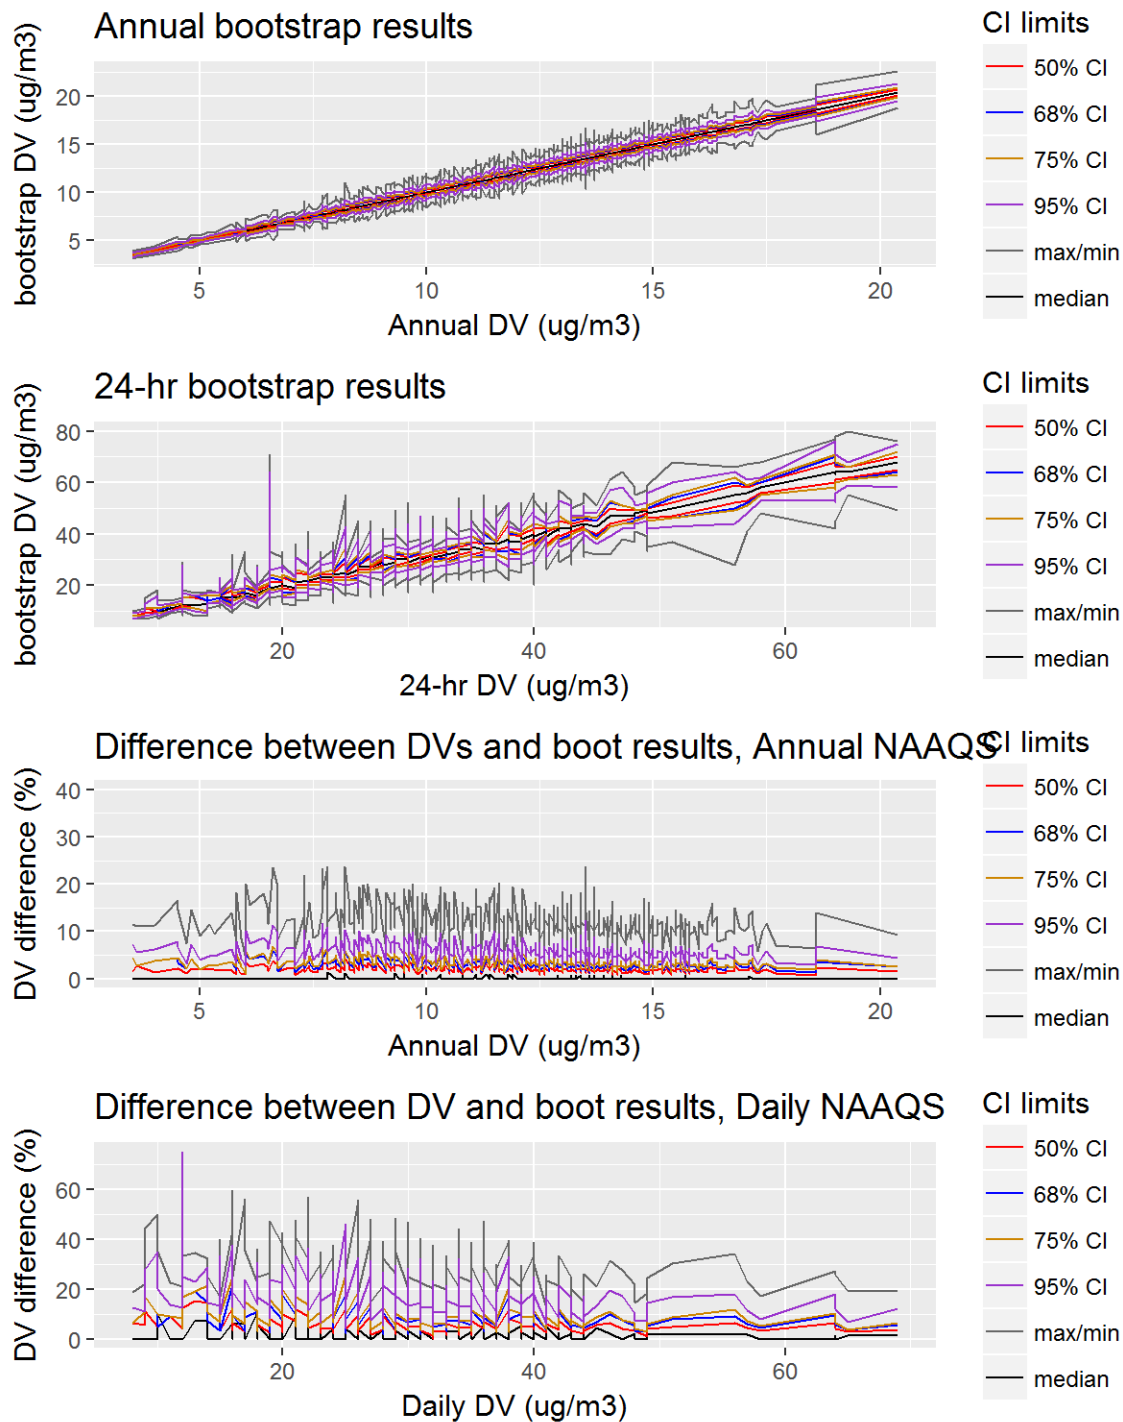 Annual bootstrap results
bootstrap DV (ug/m3)
20
15
10
5
5 10 15 20
Annual DV (ug/m3)
CI limits
50% CI
68% CI
75% CI
95% CI
max/min
median
24-hr bootstrap results
bootstrap DV (ug/m3)
80
60
40
20
20 40 60
24-hr DV (ug/m3)
CI limits
50% CI
68% CI
75% CI
95% CI
max/min
median
Difference between DVs and boot results, Annual NAAQS
DV difference (%)
40
30
20
10
0
5 10 15 20
Annual DV (ug/m3)
CI limits
50% CI
68% CI
75% CI
95% CI
max/min
median
Difference between DV and boot results, Daily NAAQS
DV difference (%)
60
40
20
0
20 40 60
Daily DV (ug/m3)
CI limits
50% CI
68% CI
75% CI
95% CI
max/min
median